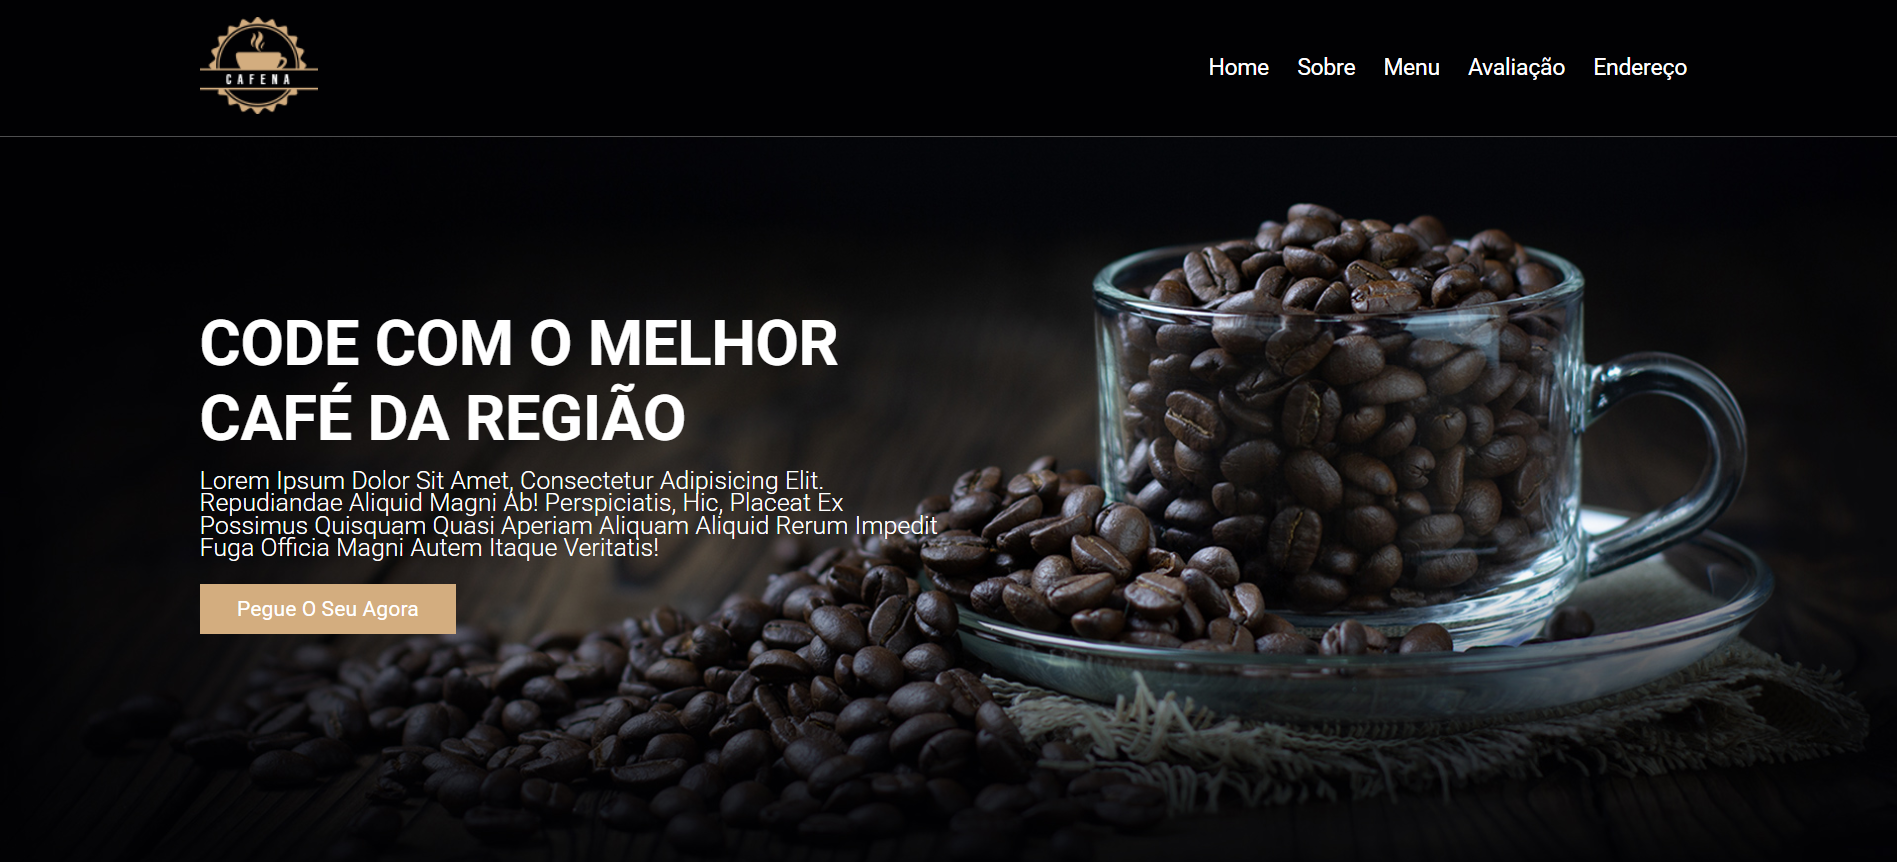 CAFENA
Home Sobre Menu Avaliação Endereço
CODE COM O MELHOR
CAFÉ DA REGIÃO
Lorem Ipsum Dolor Sit Amet, Consectetur Adipisicing Elit.
Repudiandae Aliquid Magni Ab! Perspiciatis, Hic, Placeat Ex
Possimus Quisquam Quasi Aperiam Aliquam Aliquid Rerum Impedit
Fuga Officia Magni Autem Itaque Veritatis!
Pegue O Seu Agora